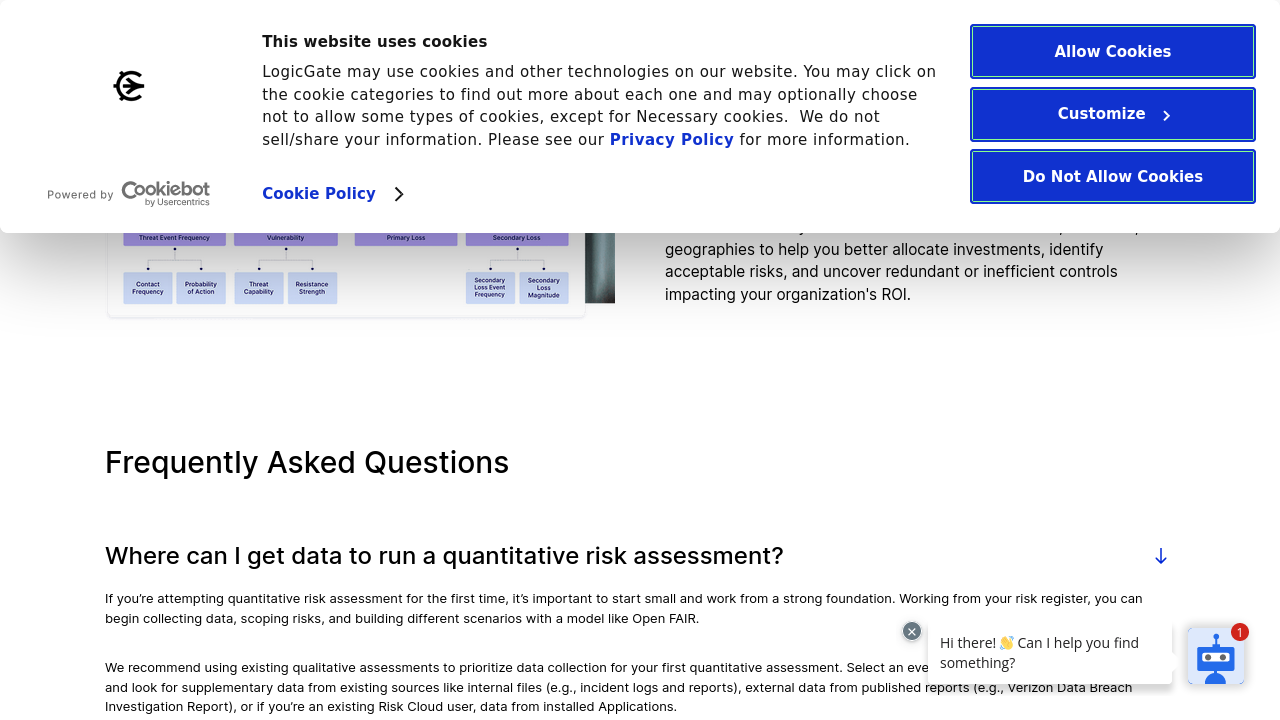 This website uses cookies
LogicGate may use cookies and other technologies on our website. You may click on
the cookie categories to find out more about each one and may optionally choose
not to allow some types of cookies, except for Necessary cookies.  We do not
sell/share your information. Please see our Privacy Policy for more information.
Cookie Policy
Powered by Cookiebot
by Usercentrics
Allow Cookies
Customize
Do Not Allow Cookies
Threat Event Frequency
Vulnerability
Primary Loss
Secondary Loss
Contact
Frequency
Probability
of Action
Threat
Capability
Resistance
Strength
Secondary
Loss Event
Frequency
Secondary
Loss
Magnitude
geographies to help you better allocate investments, identify
acceptable risks, and uncover redundant or inefficient controls
impacting your organization's ROI.
Frequently Asked Questions
Where can I get data to run a quantitative risk assessment?
If you’re attempting quantitative risk assessment for the first time, it’s important to start small and work from a strong foundation. Working from your risk register, you can
begin collecting data, scoping risks, and building different scenarios with a model like Open FAIR.
We recommend using existing qualitative assessments to prioritize data collection for your first quantitative assessment. Select an eve
and look for supplementary data from existing sources like internal files (e.g., incident logs and reports), external data from published reports (e.g., Verizon Data Breach
Investigation Report), or if you’re an existing Risk Cloud user, data from installed Applications.
Hi there! 👋 Can I help you find
something?
1